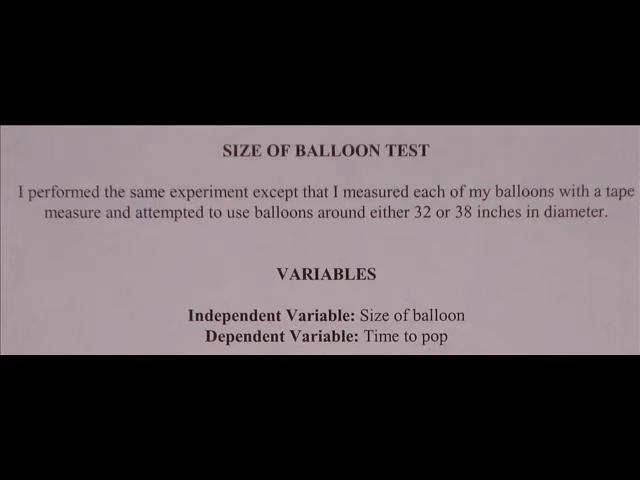 SIZE OF BALLOON TEST
I performed the same experiment except that I measured each of my balloons with a tape
measure and attempted to use balloons around either 32 or 38 inches in diameter.
VARIABLES
Independent Variable: Size of balloon
Dependent Variable: Time to pop